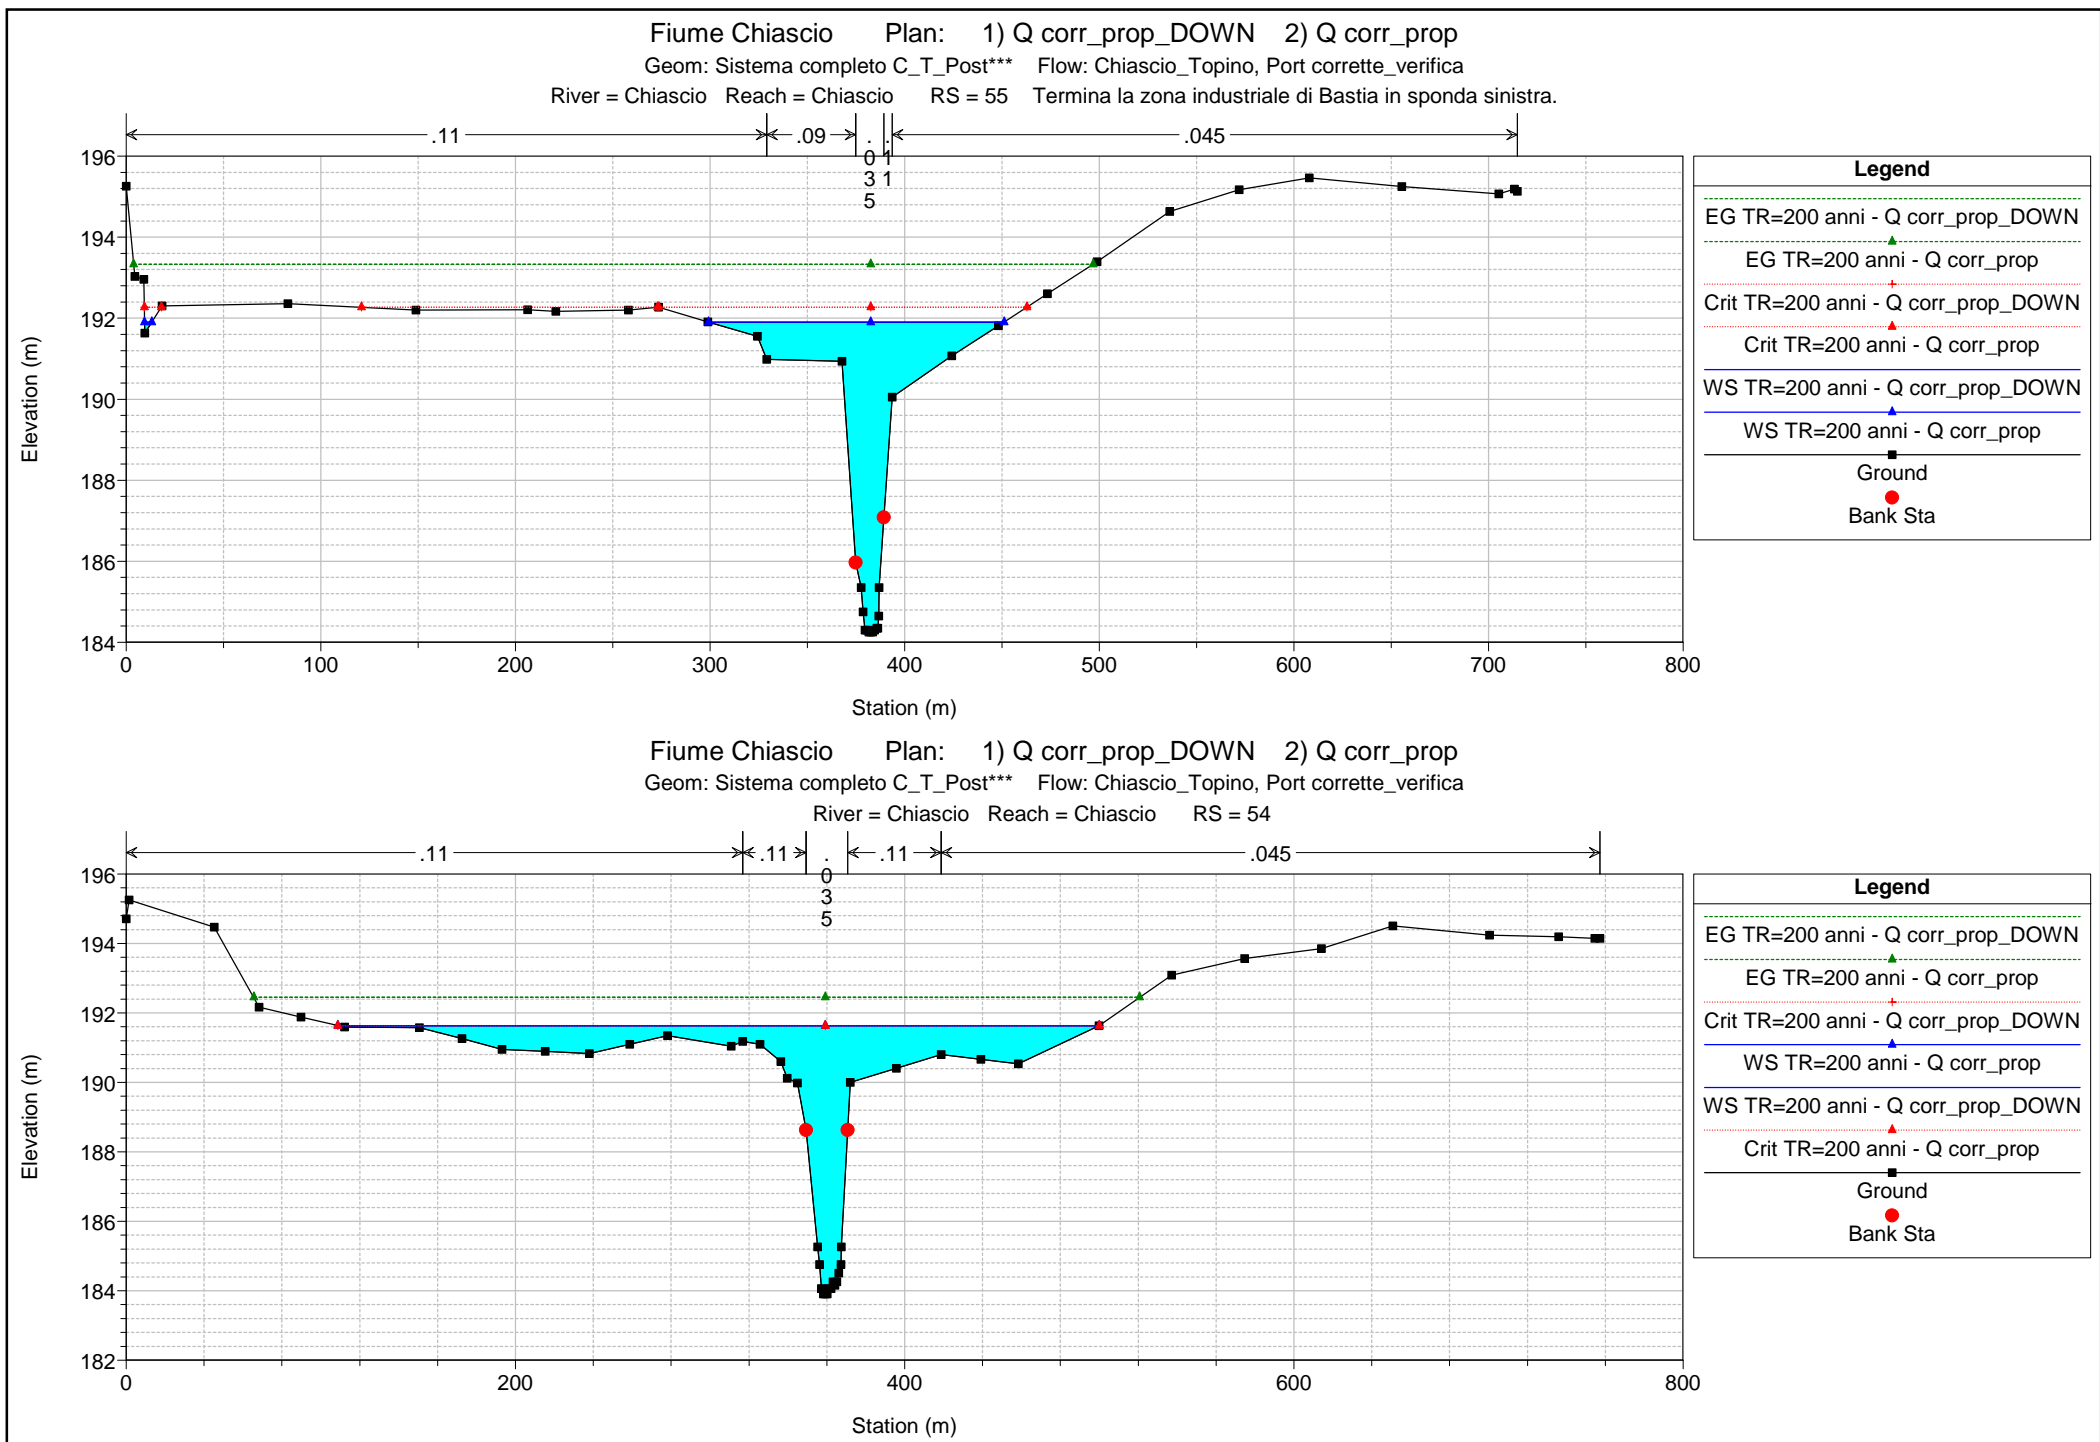 Fiume Chiascio Plan: 1) Q corr_prop_DOWN 2) Q corr_prop
Geom: Sistema completo C_T_Post*** Flow: Chiascio_Topino, Port corrette_verifica
River = Chiascio Reach = Chiascio RS = 55 Termina la zona industriale di Bastia in sponda sinistra.
.11 .09 .035 .11 .045
196
194
192
190
188
186
184
Elevation (m)
0 100 200 300 400 500 600 700 800
Station (m)
Legend
EG TR=200 anni - Q corr_prop_DOWN
EG TR=200 anni - Q corr_prop
Crit TR=200 anni - Q corr_prop_DOWN
Crit TR=200 anni - Q corr_prop
WS TR=200 anni - Q corr_prop_DOWN
WS TR=200 anni - Q corr_prop
Ground
Bank Sta
Fiume Chiascio Plan: 1) Q corr_prop_DOWN 2) Q corr_prop
Geom: Sistema completo C_T_Post*** Flow: Chiascio_Topino, Port corrette_verifica
River = Chiascio Reach = Chiascio RS = 54
.11 .11 .035 .11 .045
196
194
192
190
188
186
184
182
Elevation (m)
0 200 400 600 800
Station (m)
Legend
EG TR=200 anni - Q corr_prop_DOWN
EG TR=200 anni - Q corr_prop
Crit TR=200 anni - Q corr_prop_DOWN
WS TR=200 anni - Q corr_prop
WS TR=200 anni - Q corr_prop_DOWN
Crit TR=200 anni - Q corr_prop
Ground
Bank Sta